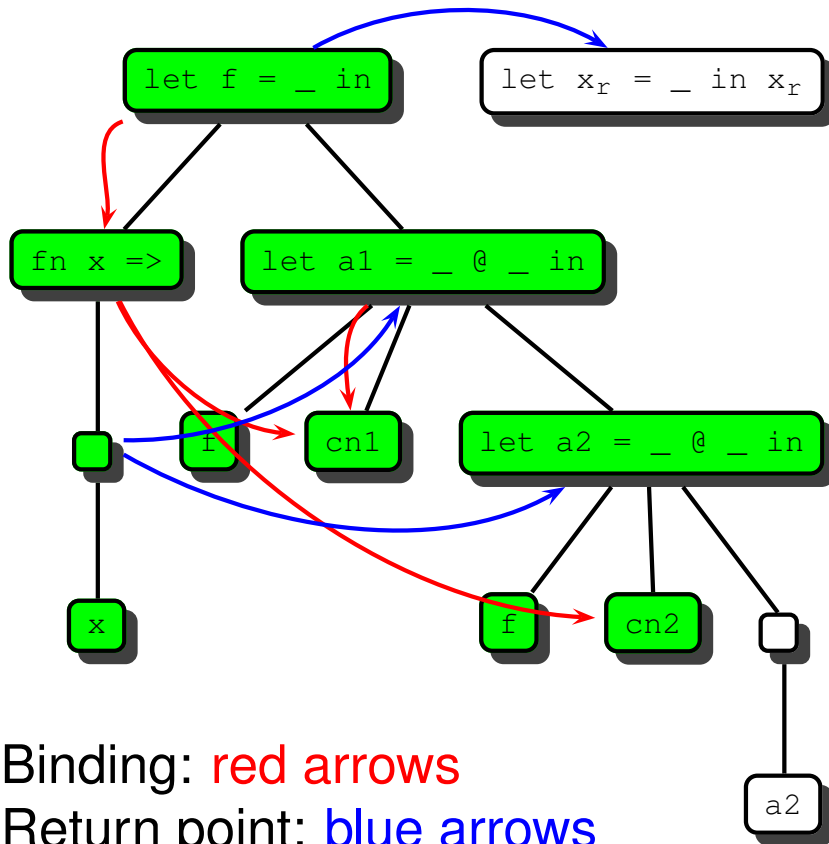 let f = _ in
let xr = _ in xr
fn x =>
let a1 = _ @ _ in
f
cn1
let a2 = _ @ _ in
x
f
cn2
a2
Binding: red arrows
Return point: blue arrows